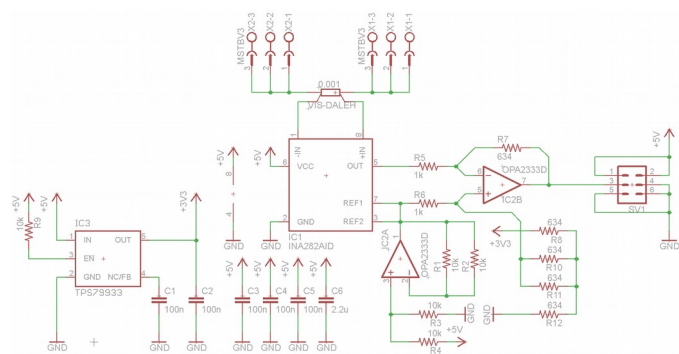 X2-3
X2-2
X2-1
X1-3
X1-2
X1-1
MSTBV3
MSTBV3
3
2
1
3
2
1
0.001
VIS-DALEH
1
8
-IN
+IN
+5V
8
4
GND
+5V
6
VCC
OUT
5
REF1
7
REF2
3
2
GND
GND
IC1
INA282AID
R5
1k
R6
1k
R7
634
6
5
7
OPA2333D
IC2B
+5V
1
3
5
2
4
6
SV1
GND
+5V
+5V
10k
R9
IC3
1
IN
OUT
5
3
EN
2
GND
NC/FB
4
TPS79933
+3V3
C1
100n
C2
100n
GND
GND
GND
+5V
+5V
+5V
+5V
C3
100n
C4
100n
C5
100n
C6
2.2u
GND
GND
GND
GND
IC2A
OPA2333D
1
3
2
R1
10k
R2
10k
10k
R3
GND
+5V
R4
10k
+3V3
634
R8
634
R10
634
R11
634
R12
GND